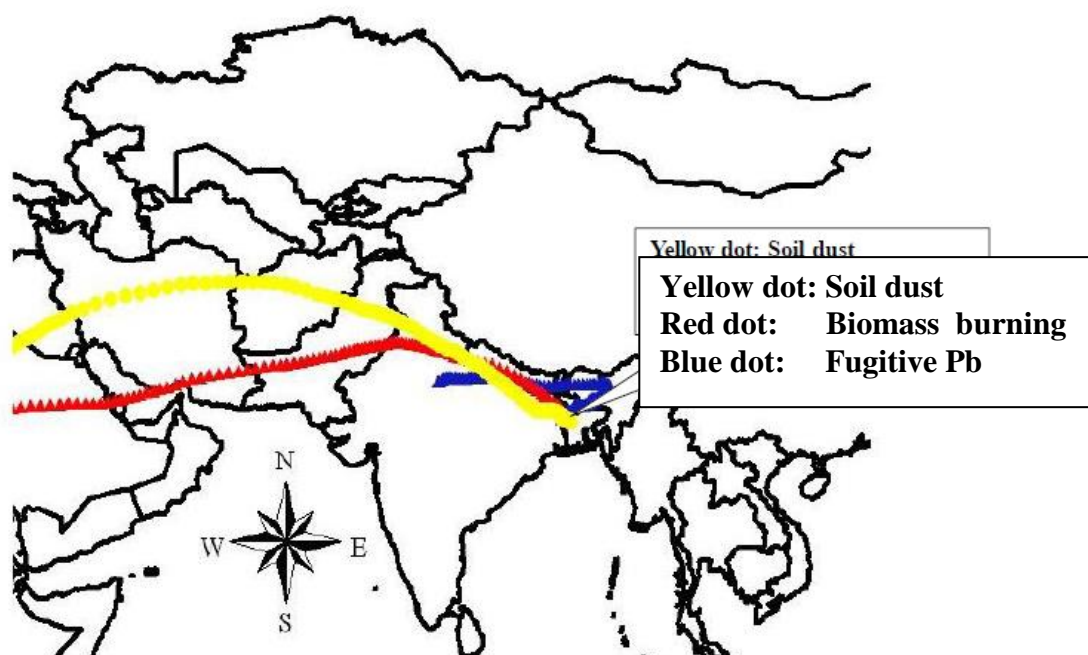 Yellow dot: Soil dust
Yellow dot: Soil dust
Red dot: Biomass burning
Blue dot: Fugitive Pb
N
W E
S